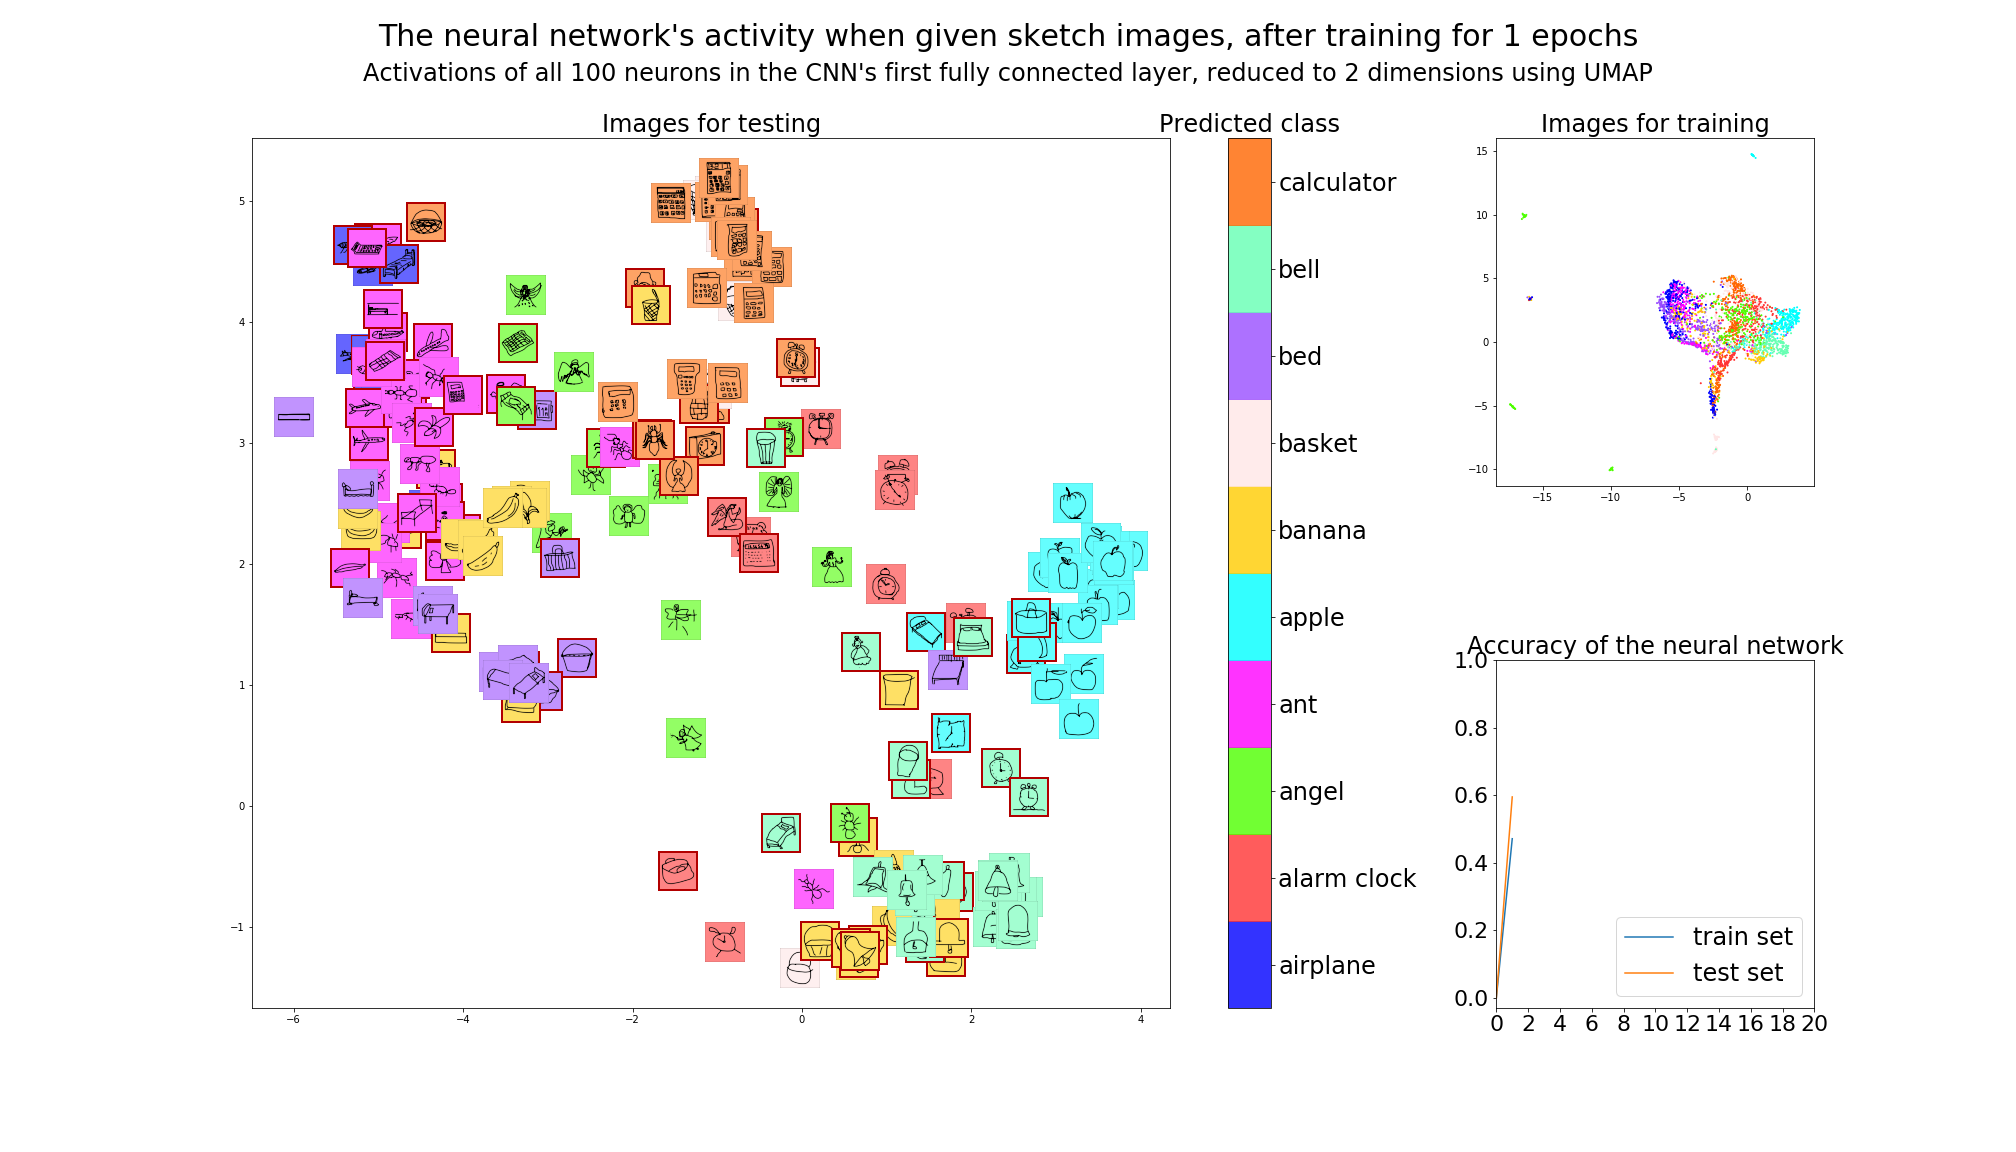 The neural network's activity when given sketch images, after training for 1 epochs
Activations of all 100 neurons in the CNN's first fully connected layer, reduced to 2 dimensions using UMAP
Images for testing
5
4
3
2
1
0
−1
−6
−4
−2
0
2
4
Predicted class
calculator
bell
bed
basket
banana
apple
ant
angel
alarm clock
airplane
Images for training
15
10
5
0
−5
−10
−15
−10
−5
0
Accuracy of the neural network
1.0
0.8
0.6
0.4
0.2
0.0
train set
test set
0 2 4 6 8 10 12 14 16 18 20